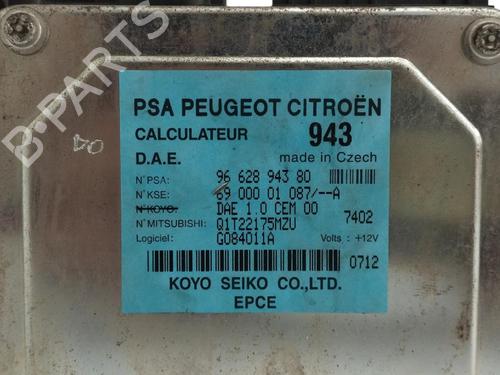 PSA PEUGEOT CITROËN
CALCULATEUR 943
D.A.E. made in Czech
N°PSA: 96 628 943 80
N°KSE: 69 000 01 087/--A
N°KOYO: DAE 1.0 CEM 00
7402
N°MITSUBISHI: Q1T22175MZU
Logiciel: G084011A Volts : +12V
0712
KOYO SEIKO CO.,LTD.
EPCE
B-PARTS